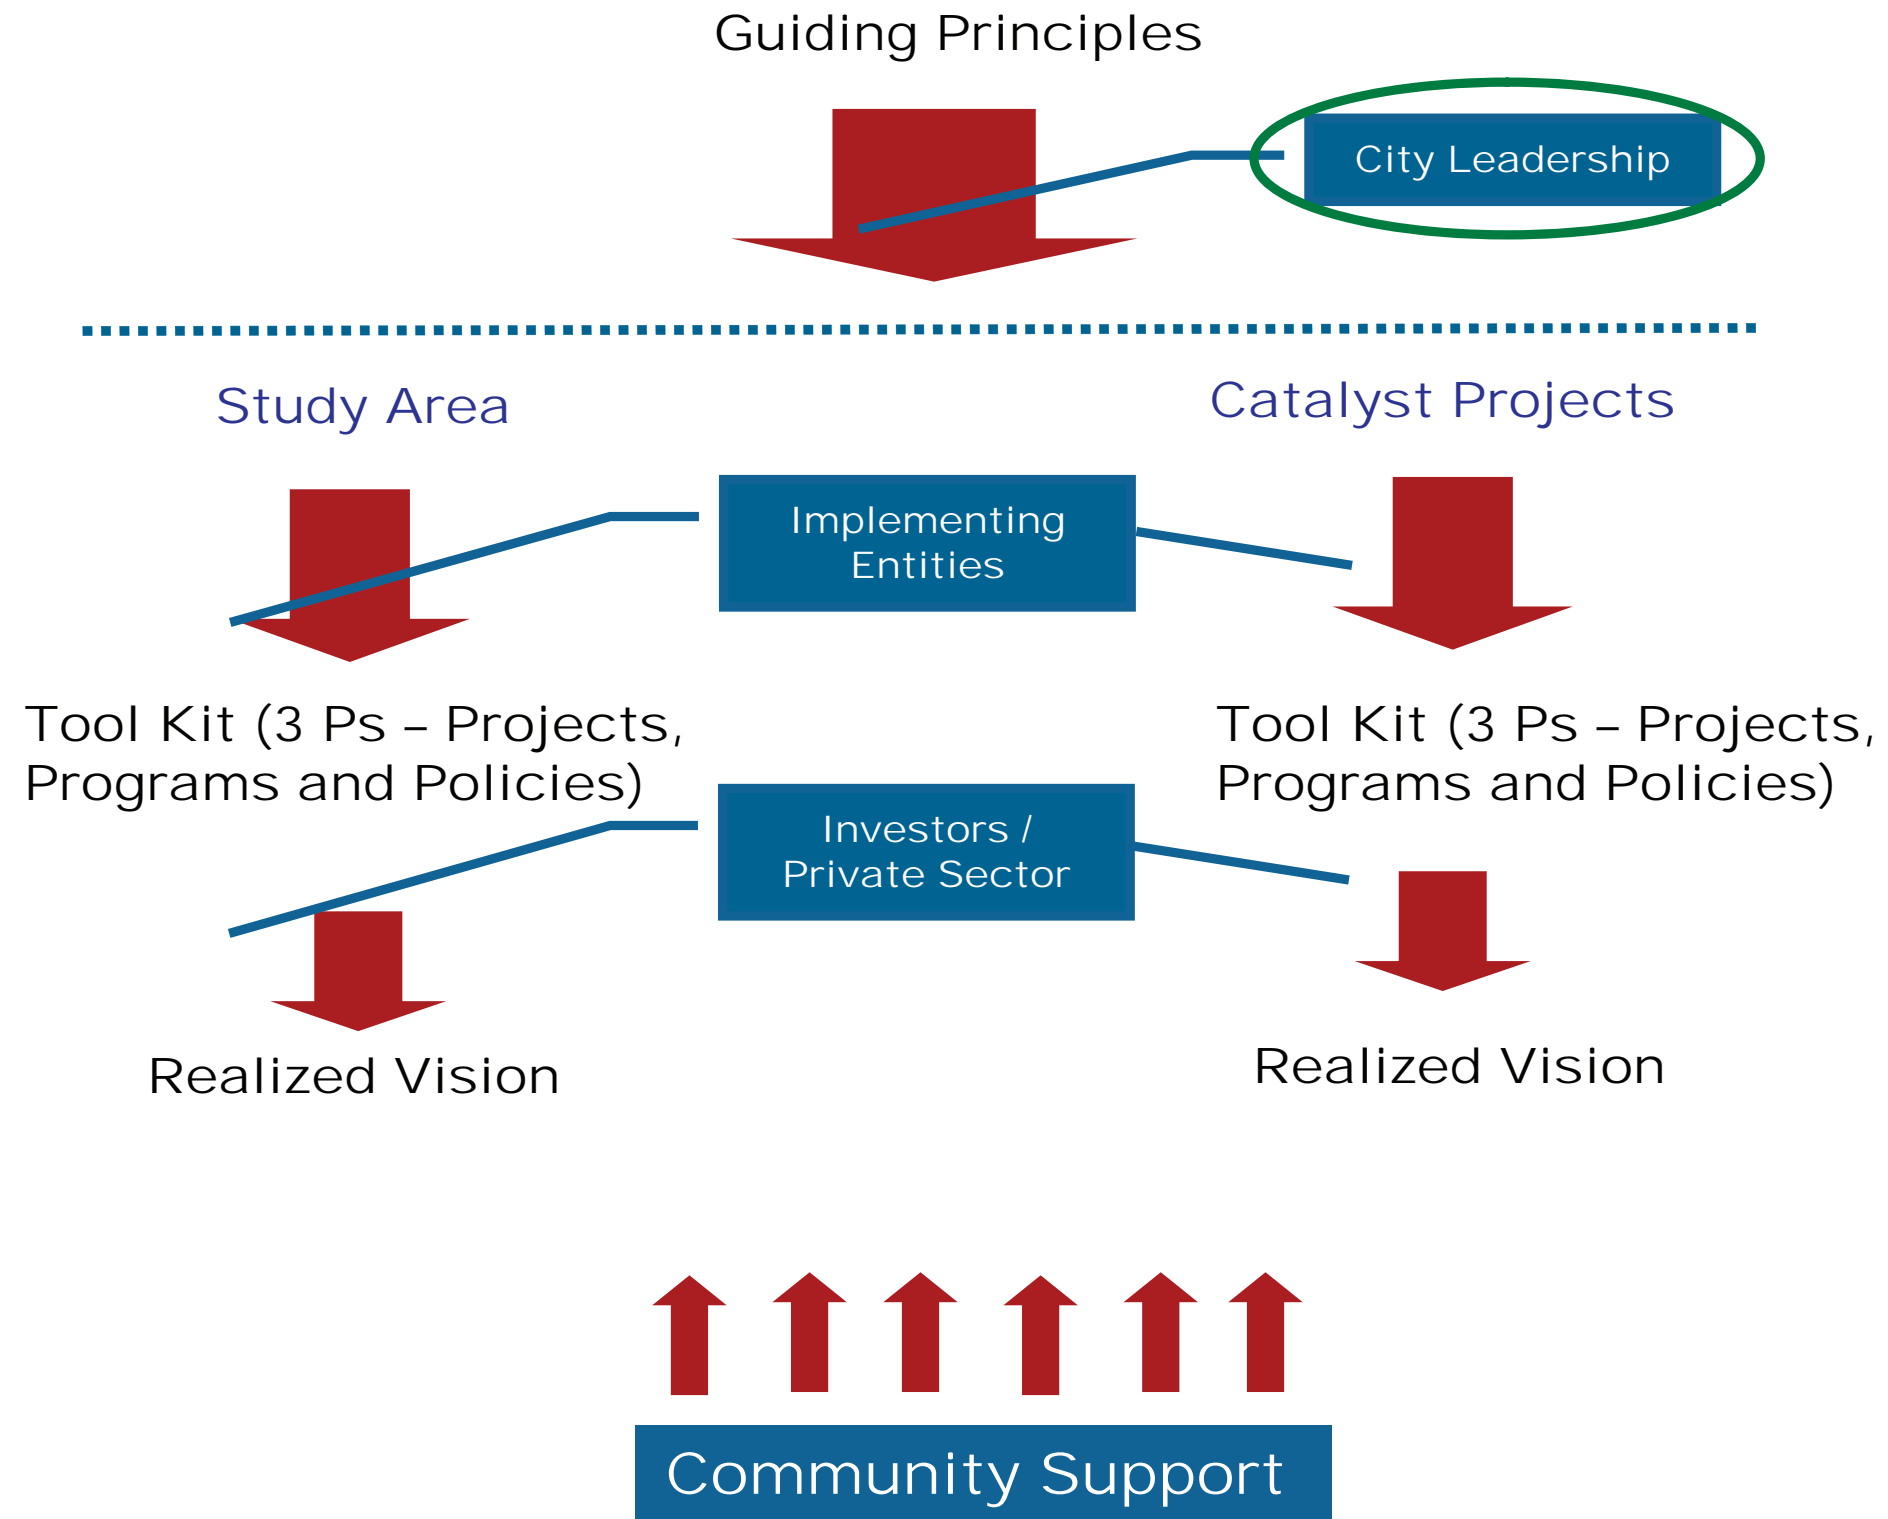 Guiding Principles
City Leadership
Study Area
Catalyst Projects
Implementing
Entities
Tool Kit (3 Ps – Projects,
Programs and Policies)
Tool Kit (3 Ps – Projects,
Programs and Policies)
Investors /
Private Sector
Realized Vision
Realized Vision
Community Support